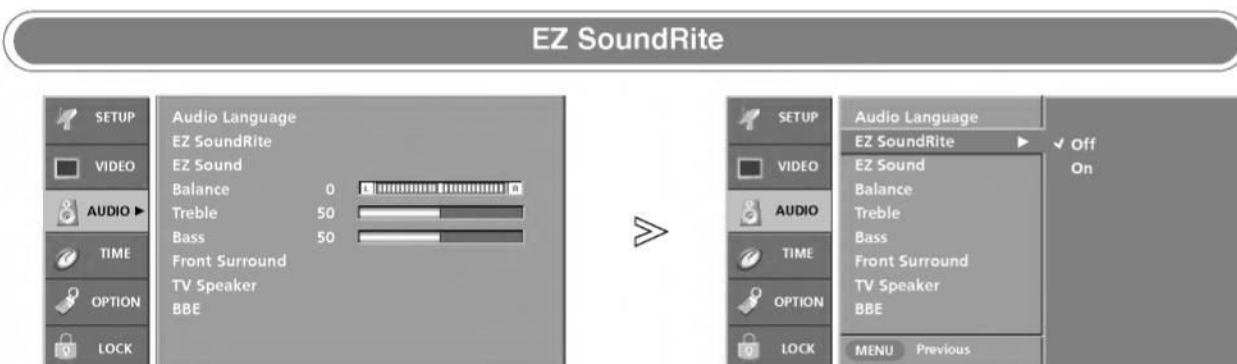 EZ SoundRite
SETUP
VIDEO
AUDIO ▶
TIME
OPTION
LOCK
Audio Language
EZ SoundRite
EZ Sound
Balance 0 L R
Treble 50
Bass 50
Front Surround
TV Speaker
BBE
SETUP
VIDEO
AUDIO
TIME
OPTION
LOCK
Audio Language
EZ SoundRite ▶
EZ Sound
Balance
Treble
Bass
Front Surround
TV Speaker
BBE
MENU Previous
✓ Off
On